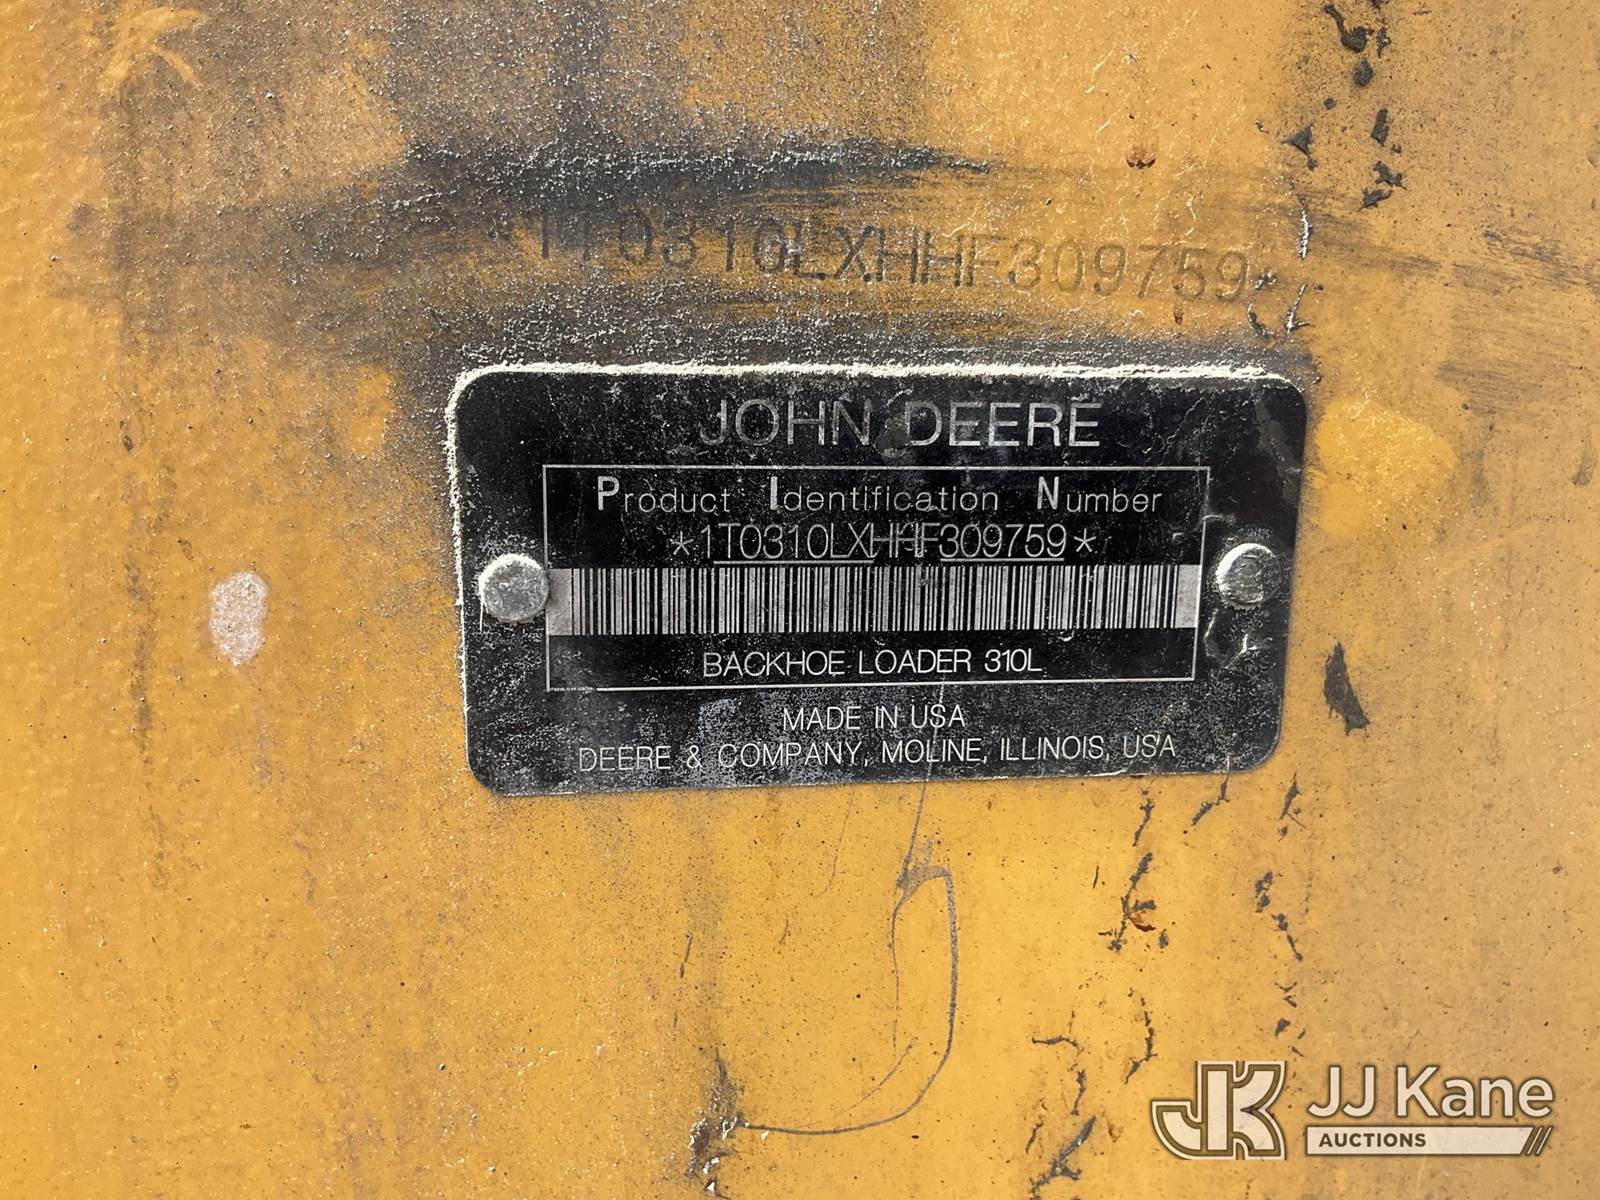 *1T0310LXHHF309759*
JOHN DEERE
Product Identification Number
*1T0310LXHHF309759*
BACKHOE LOADER 310L
MADE IN USA
DEERE & COMPANY, MOLINE, ILLINOIS, USA
JJ Kane
AUCTIONS